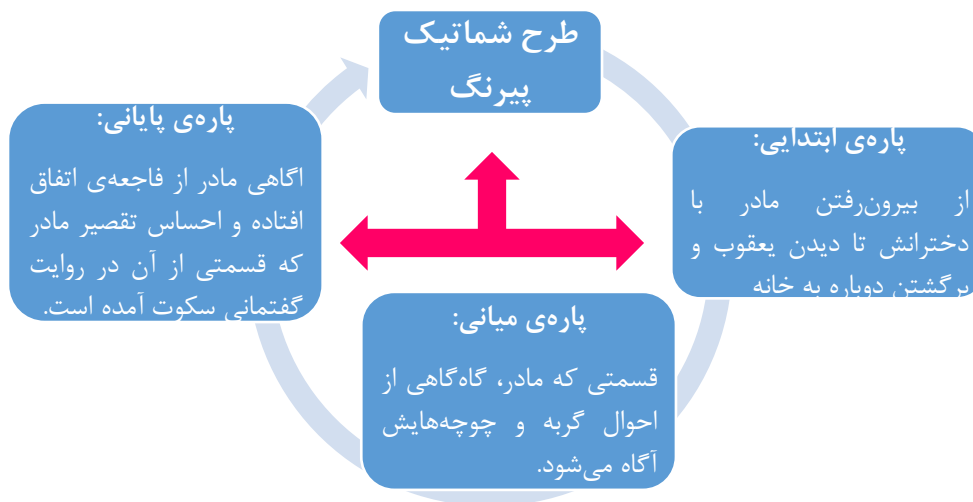 طرح شماتیک
پیرنگ
پاره‌ی ابتدایی:
از بیرون‌رفتن مادر با
دخترانش تا دیدن یعقوب و
برگشتن دوباره به خانه
پاره‌ی میانی:
قسمتی که مادر، گاه‌گاهی از
احوال گربه و چوچه‌هایش
آگاه می‌شود.
پاره‌ی پایانی:
اگاهی مادر از فاجعه‌ی اتفاق
افتاده و احساس تقصیر مادر
که قسمتی از آن در روایت
گفتمانی سکوت آمده است.